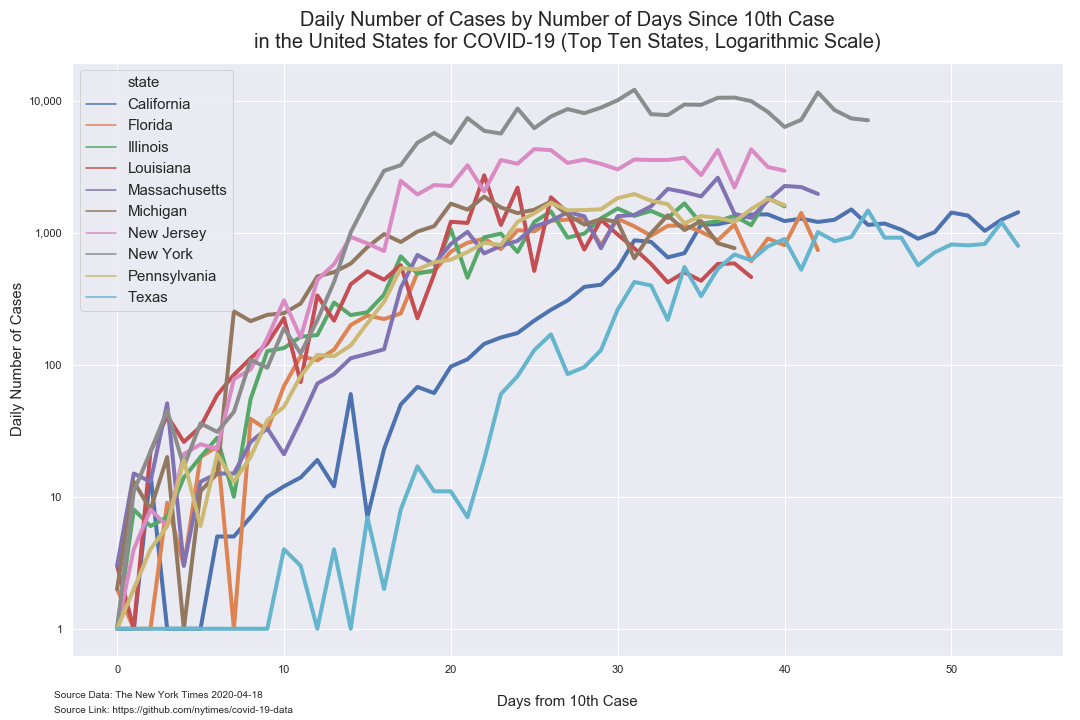 Daily Number of Cases by Number of Days Since 10th Case
in the United States for COVID-19 (Top Ten States, Logarithmic Scale)
state
California
Florida
Illinois
Louisiana
Massachusetts
Michigan
New Jersey
New York
Pennsylvania
Texas
Daily Number of Cases
10,000
1,000
100
10
1
0
10
20
30
40
50
Days from 10th Case
Source Data: The New York Times 2020-04-18
Source Link: https://github.com/nytimes/covid-19-data